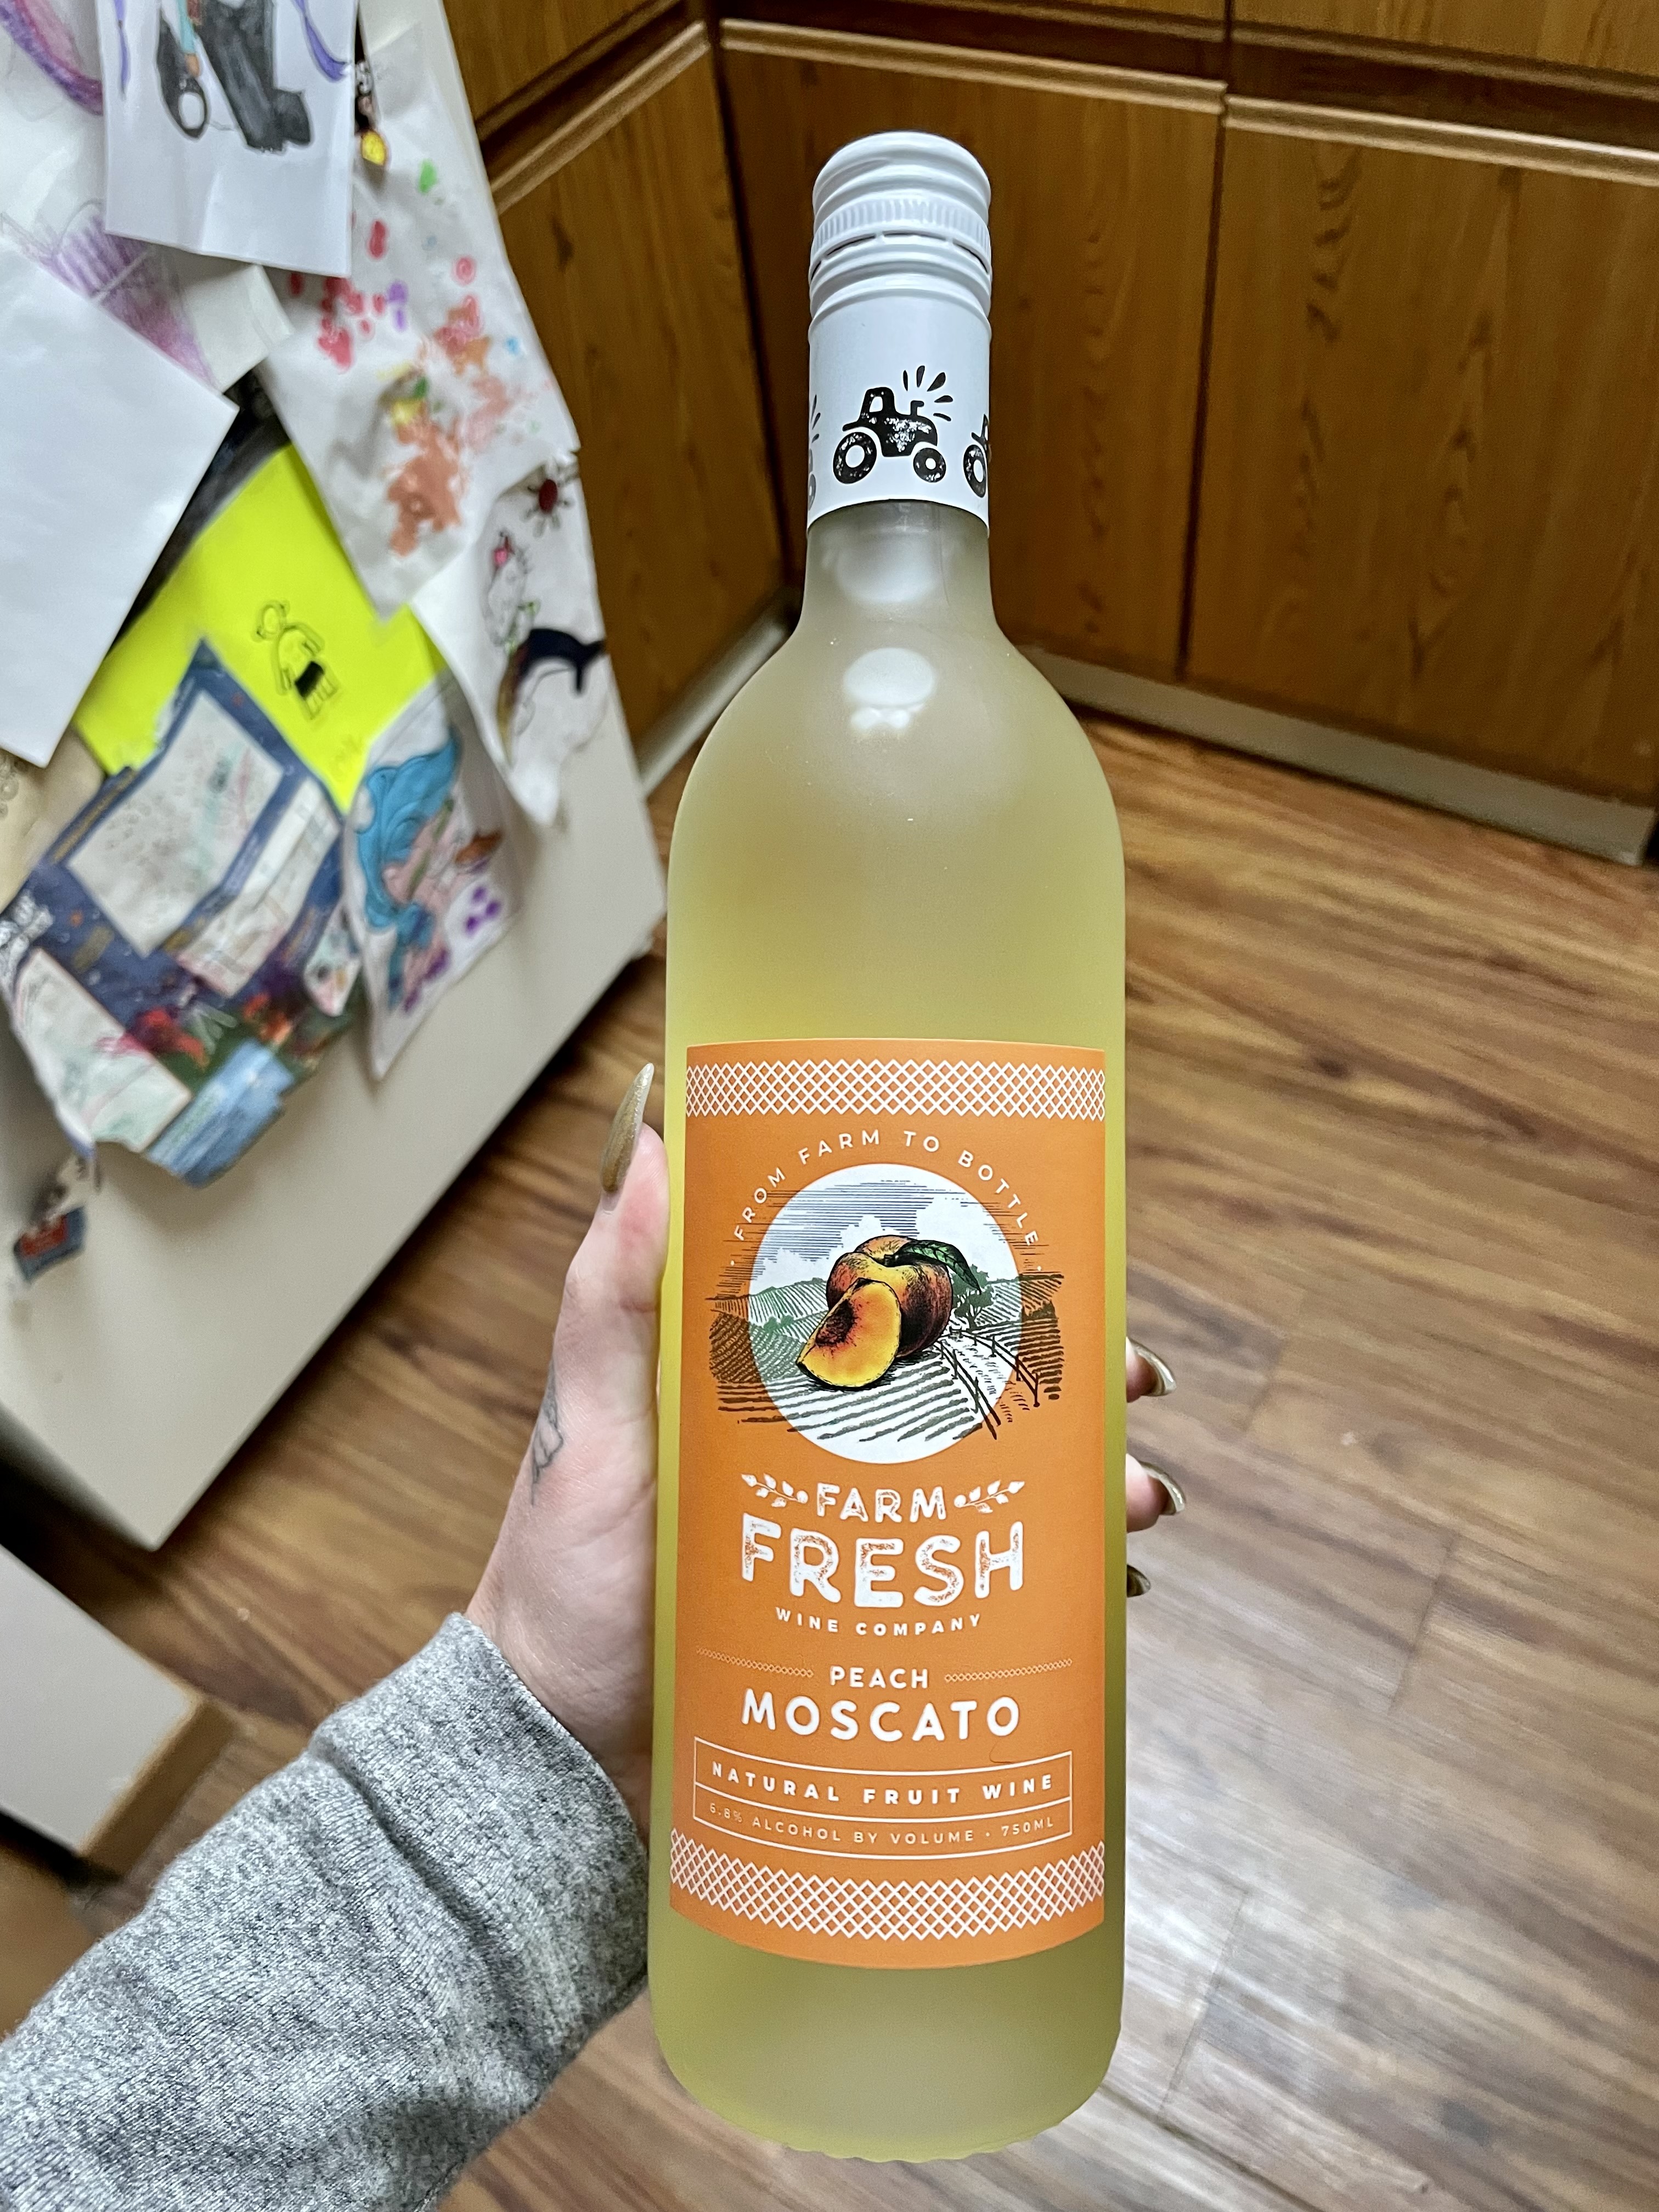 • FROM FARM TO BOTTLE •
FARM
FRESH
WINE COMPANY
PEACH
MOSCATO
NATURAL FRUIT WINE
6.8% ALCOHOL BY VOLUME • 750ML